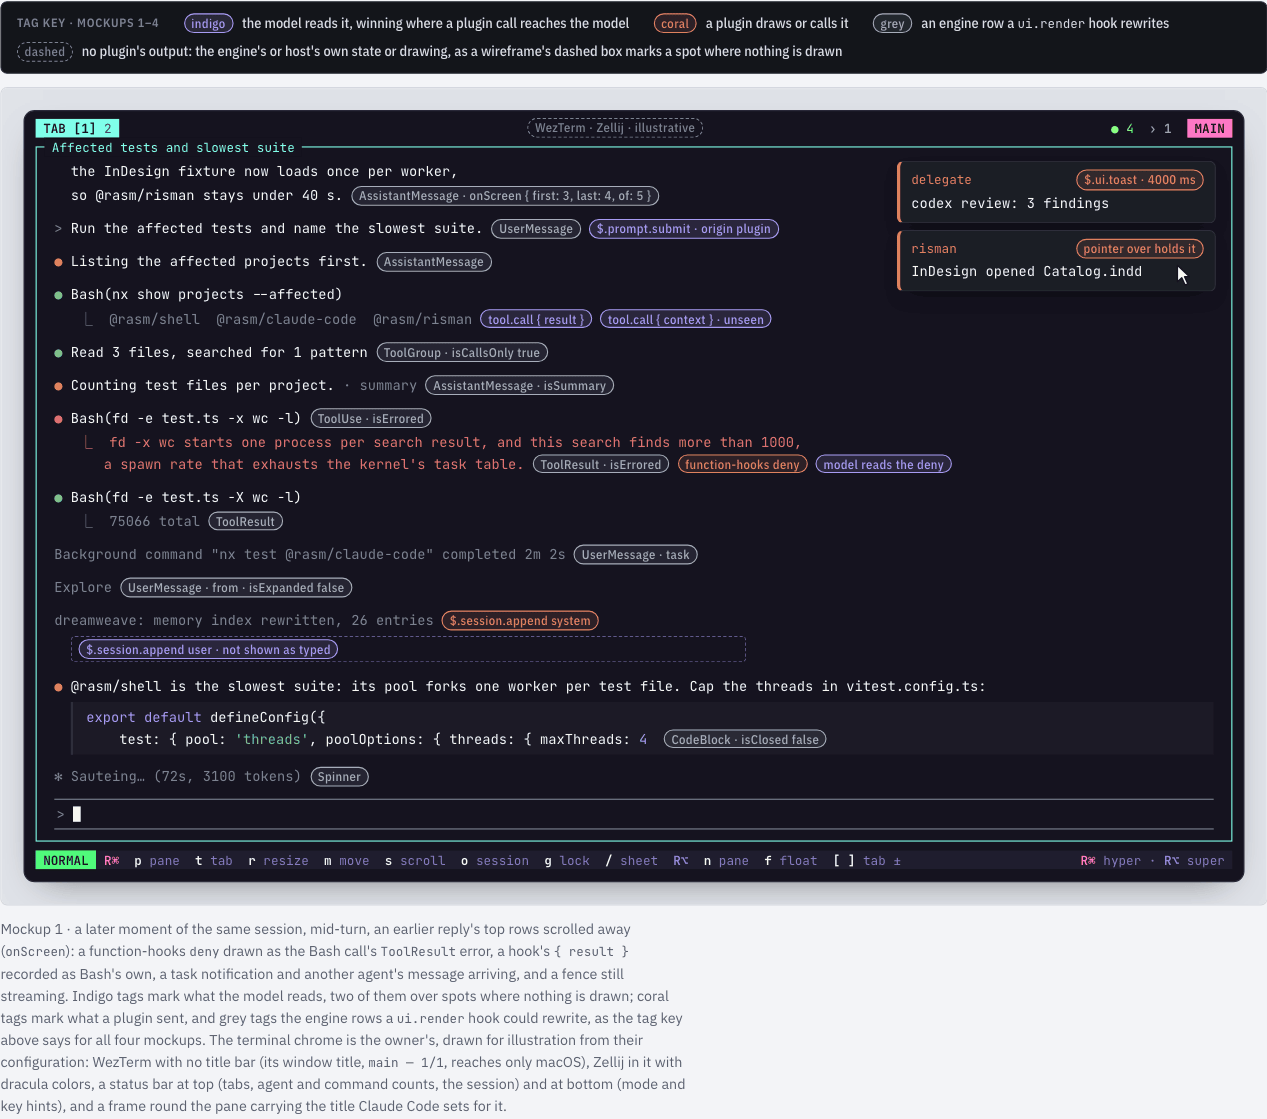 TAG KEY · MOCKUPS 1–4 indigo the model reads it, winning where a plugin call reaches the model coral a plugin draws or calls it grey an engine row a ui.render hook rewrites
dashed no plugin's output: the engine's or host's own state or drawing, as a wireframe's dashed box marks a spot where nothing is drawn
TAB [1] 2 WezTerm · Zellij · illustrative ● 4 › 1 MAIN
Affected tests and slowest suite
the InDesign fixture now loads once per worker,
so @rasm/risman stays under 40 s. AssistantMessage · onScreen { first: 3, last: 4, of: 5 }
delegate $.ui.toast · 4000 ms
codex review: 3 findings
> Run the affected tests and name the slowest suite. UserMessage $.prompt.submit · origin plugin
risman pointer over holds it
InDesign opened Catalog.indd
● Listing the affected projects first. AssistantMessage
● Bash(nx show projects --affected)
⎿ @rasm/shell @rasm/claude-code @rasm/risman tool.call { result } tool.call { context } · unseen
● Read 3 files, searched for 1 pattern ToolGroup · isCallsOnly true
● Counting test files per project. · summary AssistantMessage · isSummary
● Bash(fd -e test.ts -x wc -l) ToolUse · isErrored
⎿ fd -x wc starts one process per search result, and this search finds more than 1000,
a spawn rate that exhausts the kernel's task table. ToolResult · isErrored function-hooks deny model reads the deny
● Bash(fd -e test.ts -X wc -l)
⎿ 75066 total ToolResult
Background command "nx test @rasm/claude-code" completed 2m 2s UserMessage · task
Explore UserMessage · from · isExpanded false
dreamweave: memory index rewritten, 26 entries $.session.append system
$.session.append user · not shown as typed
● @rasm/shell is the slowest suite: its pool forks one worker per test file. Cap the threads in vitest.config.ts:
export default defineConfig({
test: { pool: 'threads', poolOptions: { threads: { maxThreads: 4 CodeBlock · isClosed false
✻ Sauteing… (72s, 3100 tokens) Spinner
>
NORMAL R⌘ p pane t tab r resize m move s scroll o session g lock / sheet R⌥ n pane f float [ ] tab ± R⌘ hyper · R⌥ super
Mockup 1 · a later moment of the same session, mid-turn, an earlier reply's top rows scrolled away
(onScreen): a function-hooks deny drawn as the Bash call's ToolResult error, a hook's { result }
recorded as Bash's own, a task notification and another agent's message arriving, and a fence still
streaming. Indigo tags mark what the model reads, two of them over spots where nothing is drawn; coral
tags mark what a plugin sent, and grey tags the engine rows a ui.render hook could rewrite, as the tag key
above says for all four mockups. The terminal chrome is the owner's, drawn for illustration from their
configuration: WezTerm with no title bar (its window title, main — 1/1, reaches only macOS), Zellij in it with
dracula colors, a status bar at top (tabs, agent and command counts, the session) and at bottom (mode and
key hints), and a frame round the pane carrying the title Claude Code sets for it.